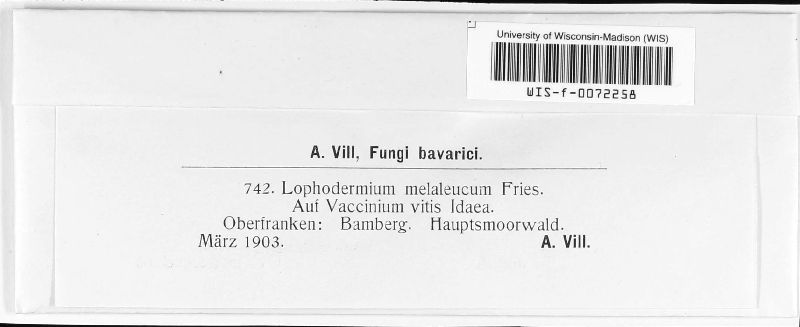 University of Wisconsin-Madison (WIS)
WIS-f-0072258
A. Vill, Fungi bavarici.
742. Lophodermium melaleucum Fries.
Auf Vaccinium vitis Idaea.
Oberfranken: Bamberg. Hauptsmoorwald.
März 1903. A. Vill.